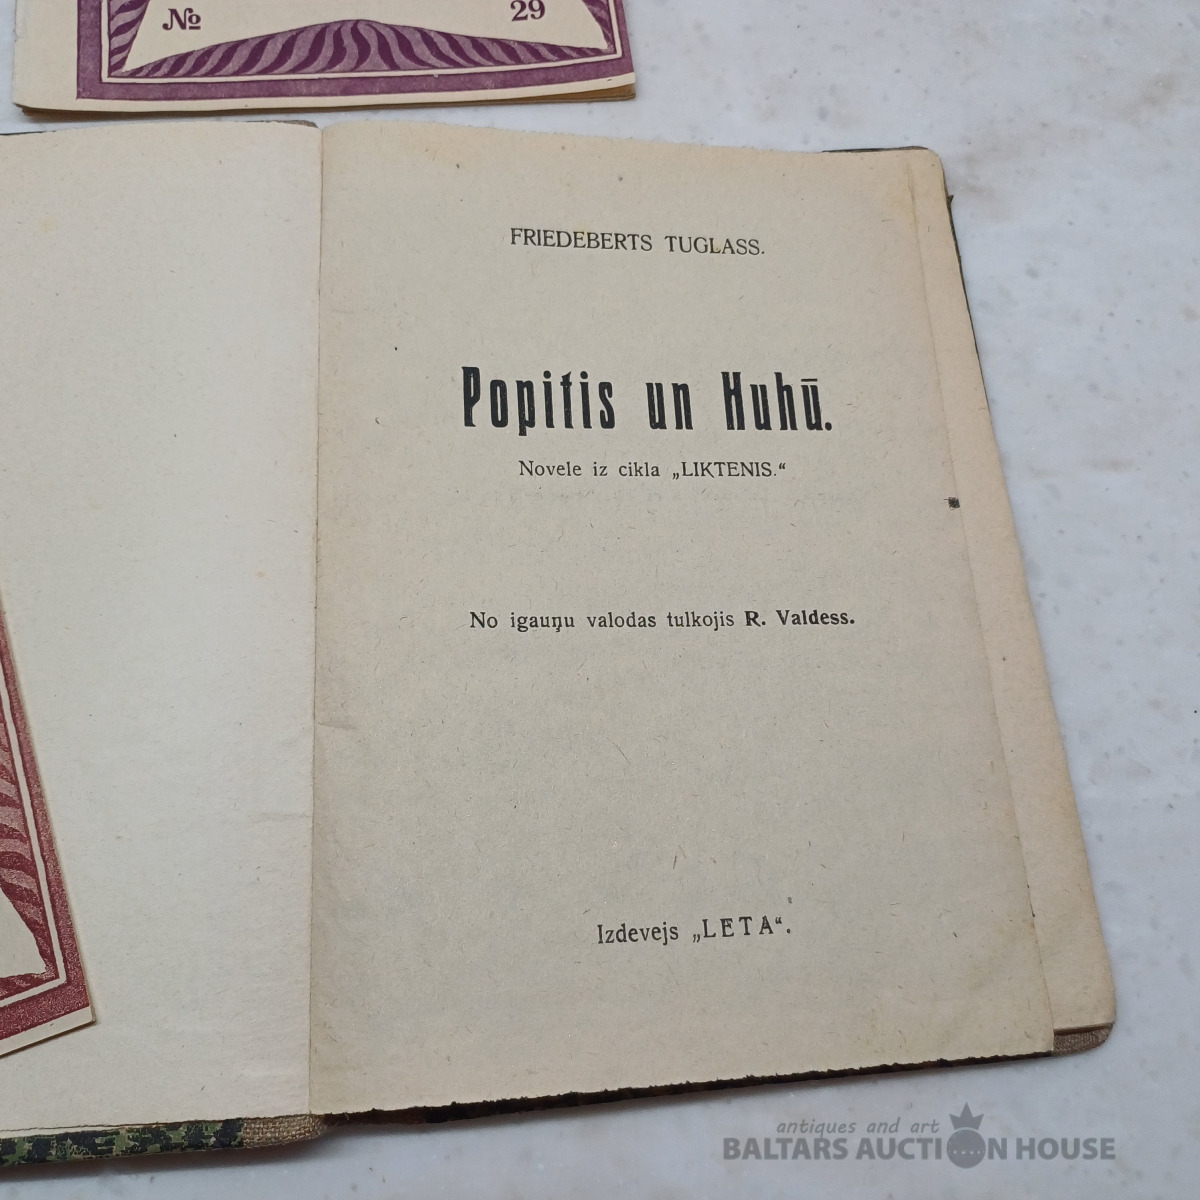 № 29
FRIEDEBERTS TUGLASS.
Popitis un Huhū.
Novele iz cikla „LIKTENIS.“
No igauņu valodas tulkojis R. Valdess.
Izdevejs „LETA“.
antiques and art
BALTARS AUCTION HOUSE